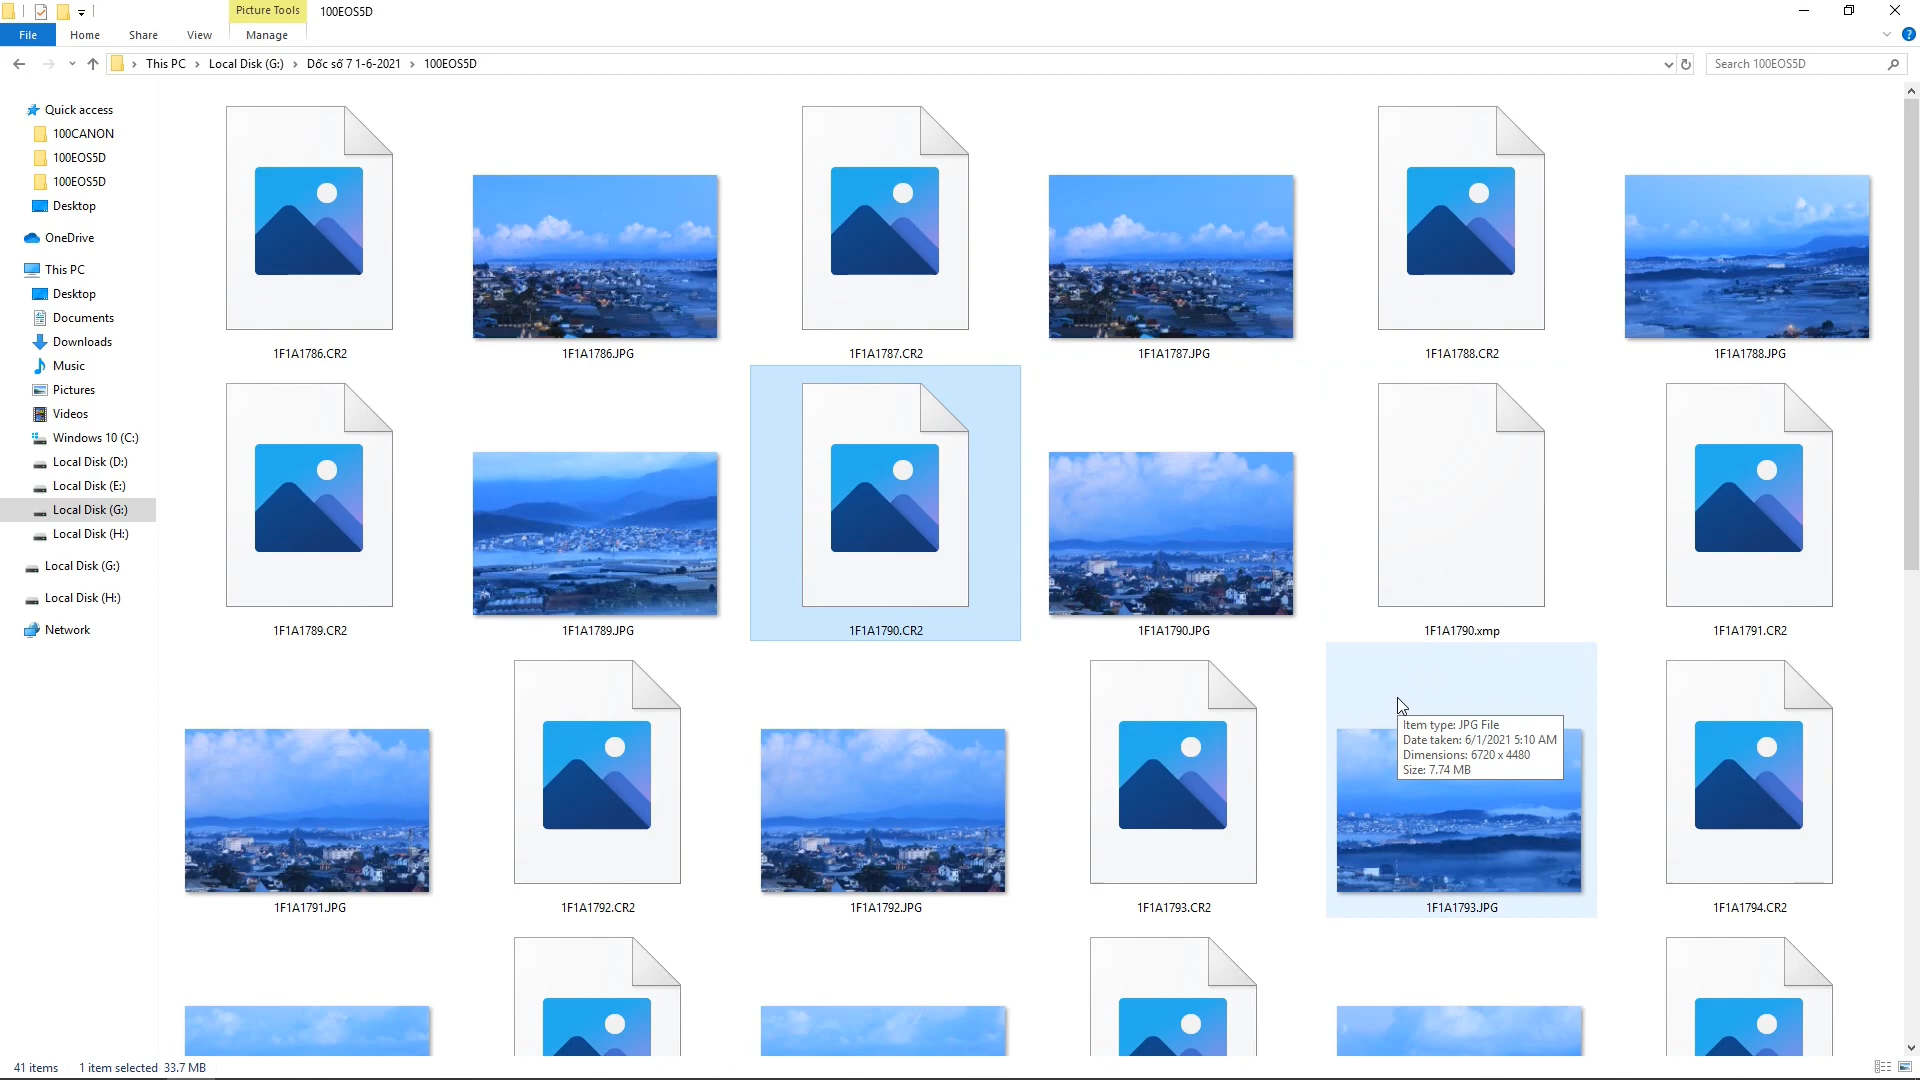 Picture Tools
100EOS5D
File
Home
Share
View
Manage
This PC
Local Disk (G:)
Dốc số 7 1-6-2021
100EOS5D
Search 100EOS5D
Quick access
100CANON
100EOS5D
100EOS5D
Desktop
OneDrive
This PC
Desktop
Documents
Downloads
Music
Pictures
Videos
Windows 10 (C:)
Local Disk (D:)
Local Disk (E:)
Local Disk (G:)
Local Disk (H:)
Local Disk (G:)
Local Disk (H:)
Network
1F1A1786.CR2
1F1A1786.JPG
1F1A1787.CR2
1F1A1787.JPG
1F1A1788.CR2
1F1A1788.JPG
1F1A1789.CR2
1F1A1789.JPG
1F1A1790.CR2
1F1A1790.JPG
1F1A1790.xmp
1F1A1791.CR2
Item type: JPG File
Date taken: 6/1/2021 5:10 AM
Dimensions: 6720 x 4480
Size: 7.74 MB
1F1A1791.JPG
1F1A1792.CR2
1F1A1792.JPG
1F1A1793.CR2
1F1A1793.JPG
1F1A1794.CR2
41 items
1 item selected 33.7 MB